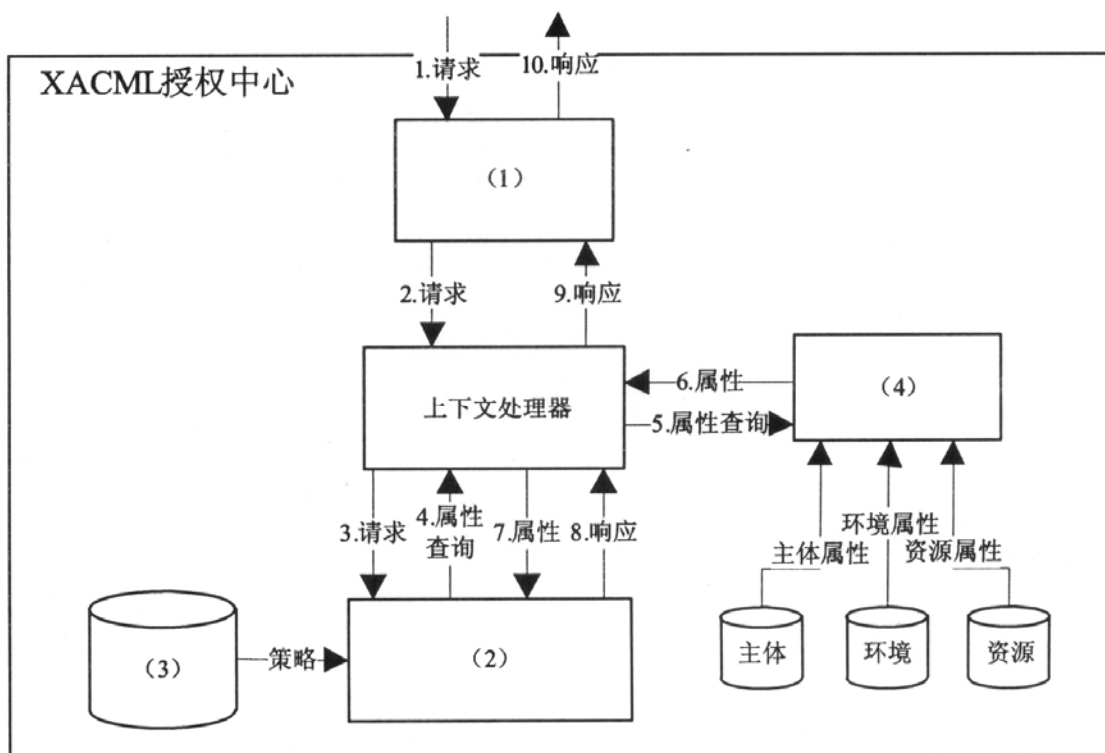 1.请求
10.响应
XACML授权中心
（1）
2.请求
9.响应
上下文处理器
6.属性
5.属性查询
（4）
3.请求
4.属性
查询
7.属性
8.响应
环境属性
主体属性
资源属性
（3）
策略
（2）
主体
环境
资源